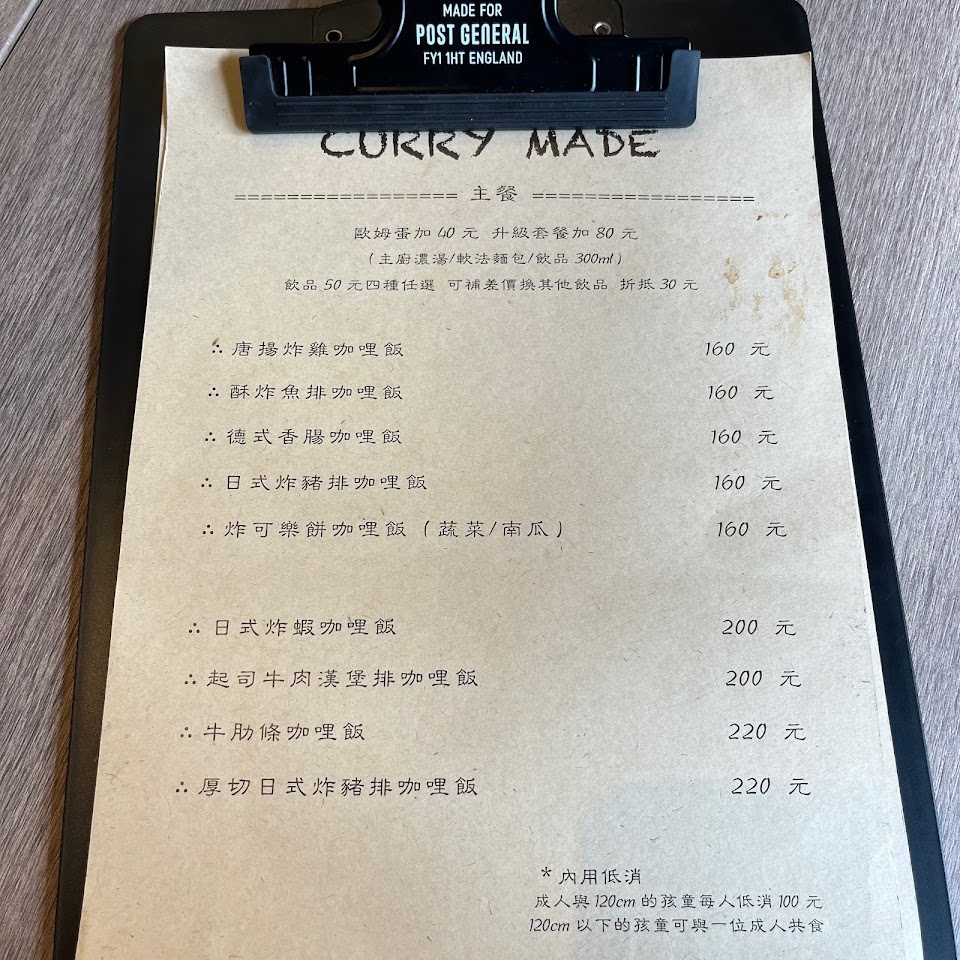 MADE FOR
POST GENERAL
FY1 1HT ENGLAND
CURRY MADE
================= 主餐 =================
歐姆蛋加 40 元 升級套餐加 80 元
(主廚濃湯/軟法麵包/飲品 300ml)
飲品 50 元四種任選 可補差價換其他飲品 折抵 30 元
∴ 唐揚炸雞咖哩飯 160 元
∴ 酥炸魚排咖哩飯 160 元
∴ 德式香腸咖哩飯 160 元
∴ 日式炸豬排咖哩飯 160 元
∴ 炸可樂餅咖哩飯(蔬菜/南瓜) 160 元
∴ 日式炸蝦咖哩飯 200 元
∴ 起司牛肉漢堡排咖哩飯 200 元
∴ 牛肋條咖哩飯 220 元
∴ 厚切日式炸豬排咖哩飯 220 元
* 內用低消
成人與 120cm 的孩童每人低消 100 元
120cm 以下的孩童可與一位成人共食